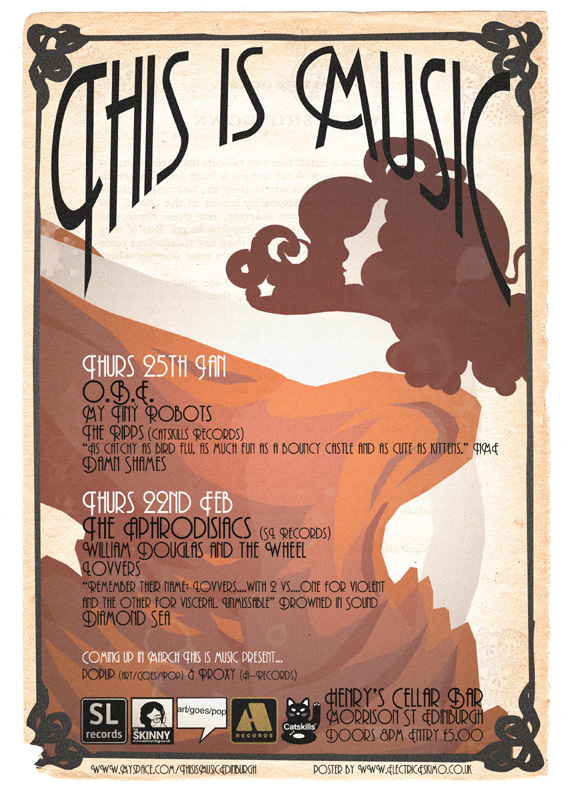 This is Music
Thurs 25th Jan
O.B.E.
My Tiny Robots
The Ripps (Catskills Records)
"As catchy as bird flu, as much fun as a bouncy castle and as cute as kittens." NME
Damn Shames
Thurs 22nd Feb
The Aphrodisiacs (SL Records)
William Douglas and the Wheel
Lovvers
"Remember their name: Lovvers....with 2 vs....one for violent
and the other for visceral. Unmissable" Drowned in Sound
Diamond Sea
Coming up in March This is music present...
Popup (art/goes/pop) & Proxy (A-Records)
SL
records
THE
SKINNY
art/goes/pop
A
RECORDS
Catskills
Henry's Cellar Bar
Morrison St Edinburgh
Doors 8pm Entry £5.00
www.Myspace.com/ThisisMusicEdinburgh
Poster by www.ElectricEskimo.co.uk